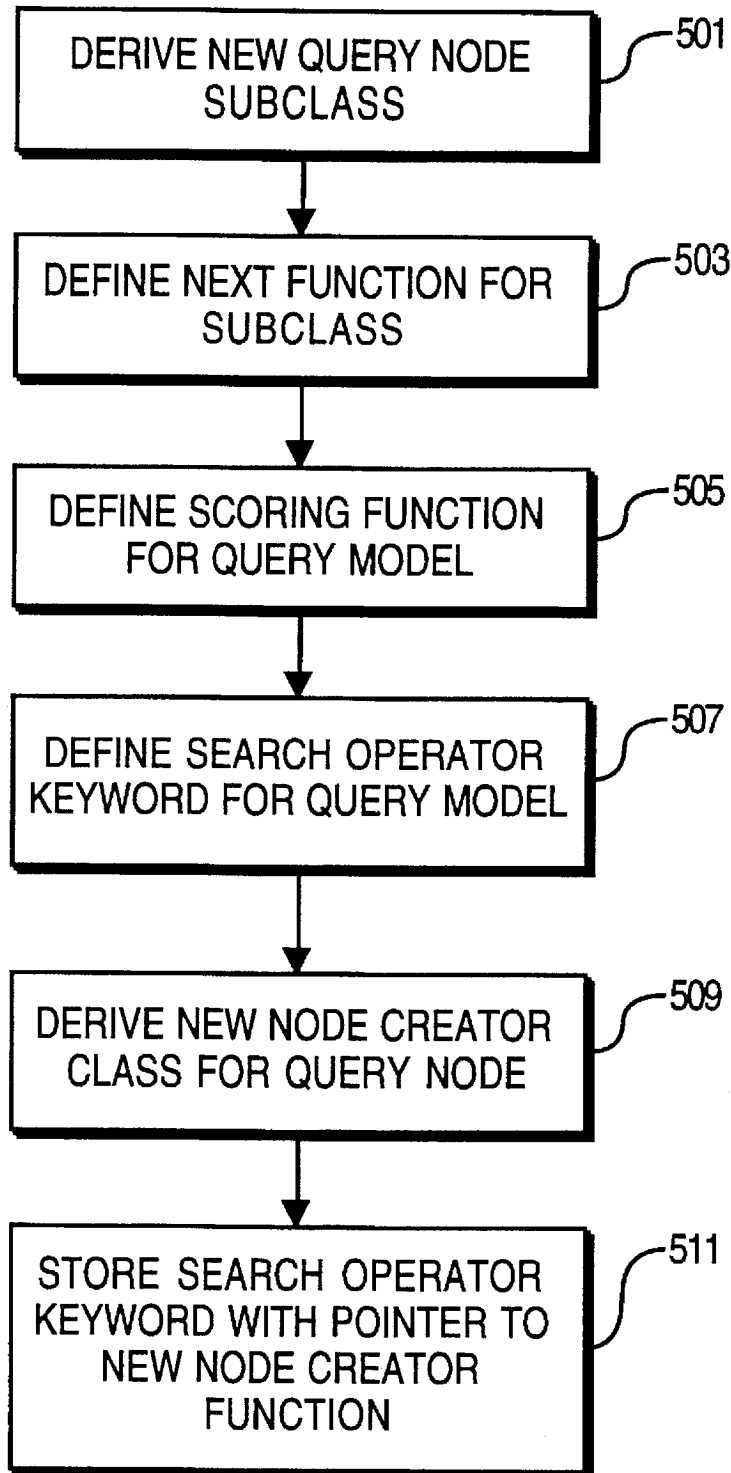 DERIVE NEW QUERY NODE
SUBCLASS
501
DEFINE NEXT FUNCTION FOR
SUBCLASS
503
DEFINE SCORING FUNCTION
FOR QUERY MODEL
505
DEFINE SEARCH OPERATOR
KEYWORD FOR QUERY MODEL
507
DERIVE NEW NODE CREATOR
CLASS FOR QUERY NODE
509
STORE SEARCH OPERATOR
KEYWORD WITH POINTER TO
NEW NODE CREATOR
FUNCTION
511